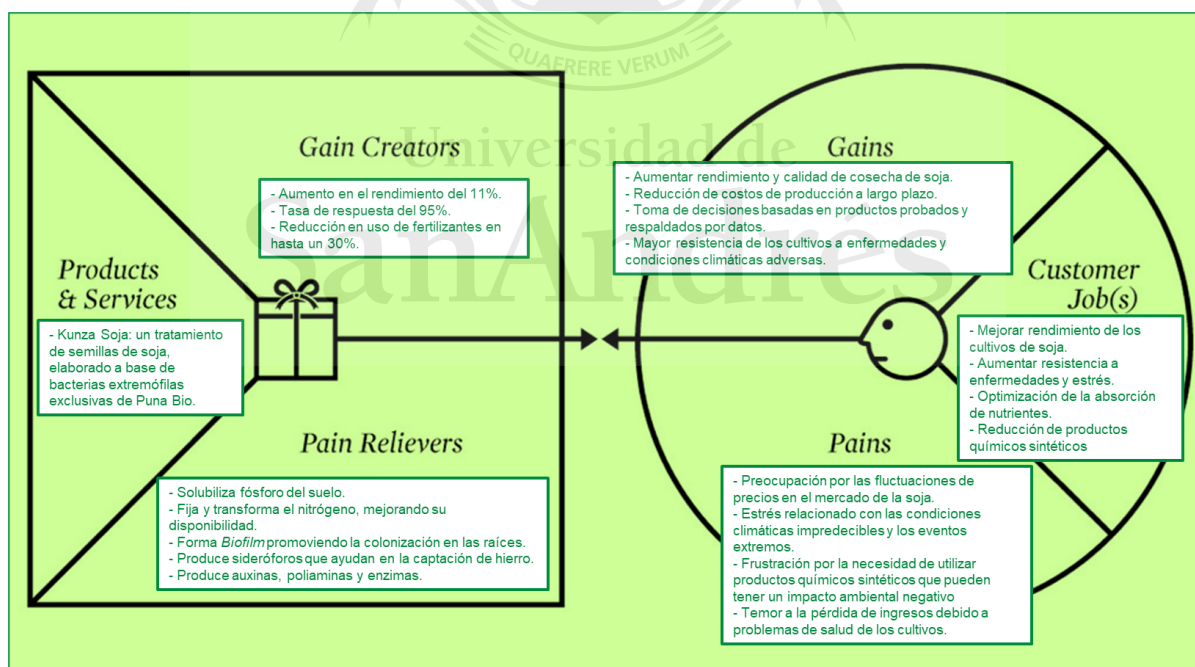 QUAERERE VERUM
Universidad de
SanAndrés
Gain Creators
- Aumento en el rendimiento del 11%.
- Tasa de respuesta del 95%.
- Reducción en uso de fertilizantes en
hasta un 30%.
Products
& Services
- Kunza Soja: un tratamiento
de semillas de soja,
elaborado a base de
bacterias extremófilas
exclusivas de Puna Bio.
Pain Relievers
- Solubiliza fósforo del suelo.
- Fija y transforma el nitrógeno, mejorando su
disponibilidad.
- Forma Biofilm promoviendo la colonización en las raíces.
- Produce sideróforos que ayudan en la captación de hierro.
- Produce auxinas, poliaminas y enzimas.
Gains
- Aumentar rendimiento y calidad de cosecha de soja.
- Reducción de costos de producción a largo plazo.
- Toma de decisiones basadas en productos probados y
respaldados por datos.
- Mayor resistencia de los cultivos a enfermedades y
condiciones climáticas adversas.
Customer
Job(s)
- Mejorar rendimiento de los
cultivos de soja.
- Aumentar resistencia a
enfermedades y estrés.
- Optimización de la absorción
de nutrientes.
- Reducción de productos
químicos sintéticos
Pains
- Preocupación por las fluctuaciones de
precios en el mercado de la soja.
- Estrés relacionado con las condiciones
climáticas impredecibles y los eventos
extremos.
- Frustración por la necesidad de utilizar
productos químicos sintéticos que pueden
tener un impacto ambiental negativo
- Temor a la pérdida de ingresos debido a
problemas de salud de los cultivos.